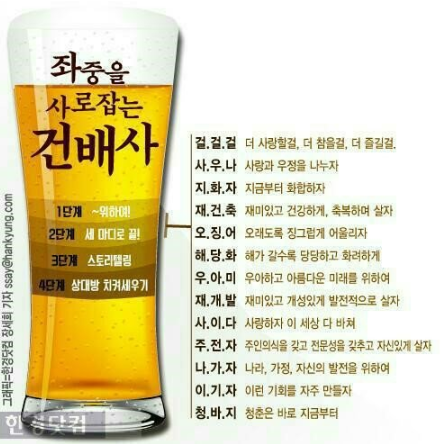 좌중을
사로잡는
건배사
1단계 ~위하여!
2단계 세 마디로 끝!
3단계 스토리텔링
4단계 상대방 치켜세우기
걸.걸.걸 더 사랑할걸, 더 참을걸, 더 즐길걸.
사.우.나 사랑과 우정을 나누자
지.화.자 지금부터 화합하자
재.건.축 재미있고 건강하게, 축복하며 살자
오.징.어 오래도록 징그럽게 어울리자
해.당.화 해가 갈수록 당당하고 화려하게
우.아.미 우아하고 아름다운 미래를 위하여
재.개.발 재미있고 개성있게 발전적으로 살자
사.이.다 사랑하자 이 세상 다 바쳐
주.전.자 주인의식을 갖고 전문성을 갖추고 자신있게 살자
나.가.자 나라, 가정, 자신의 발전을 위하여
이.기.자 이런 기회를 자주 만들자
청.바.지 청춘은 바로 지금부터
그래픽=한경닷컴 장세희 기자 ssay@hankyung.com
한경닷컴